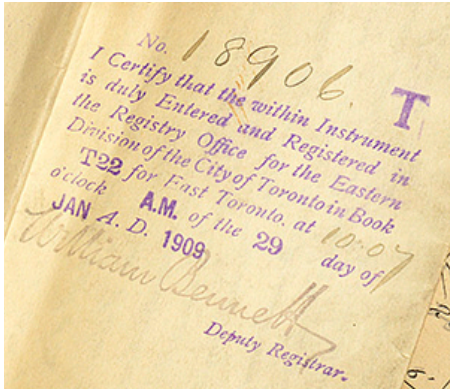 No. 18906. T
I Certify that the within Instrument
is duly Entered and Registered in
the Registry Office for the Eastern
Division of the City of Toronto in Book
T22 for East Toronto. at 10:07
o'clock A.M. of the 29 day of
JAN A. D. 1909
William Bennett
Deputy Registrar.